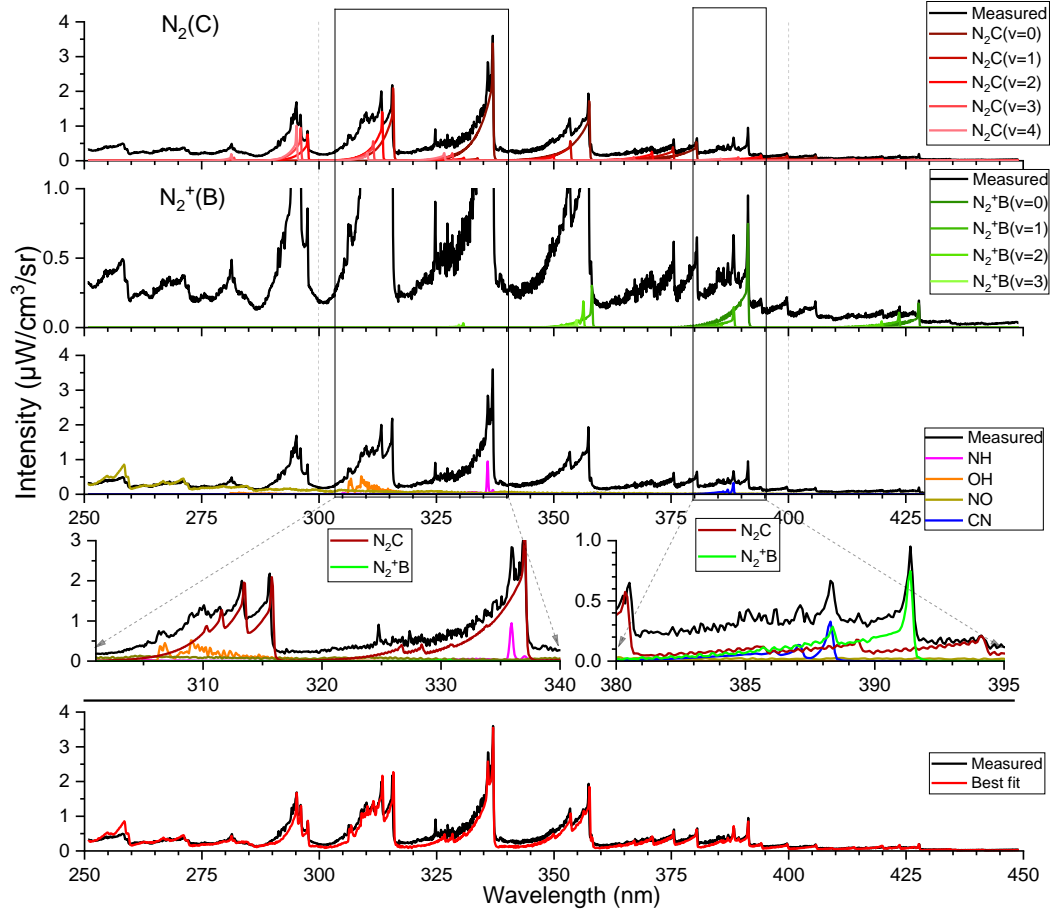 N₂(C)
4
3
2
1
0
Measured
N₂C(v=0)
N₂C(v=1)
N₂C(v=2)
N₂C(v=3)
N₂C(v=4)
N₂⁺(B)
1.0
0.5
0.0
Measured
N₂⁺B(v=0)
N₂⁺B(v=1)
N₂⁺B(v=2)
N₂⁺B(v=3)
Intensity (µW/cm³/sr)
4
3
2
1
0
250 275 300 325 350 375 400 425
Measured
NH
OH
NO
CN
N₂C
N₂⁺B
3
2
1
0
310 320 330 340
N₂C
N₂⁺B
1.0
0.5
0.0
380 385 390 395
4
3
2
1
0
Measured
Best fit
250 275 300 325 350 375 400 425 450
Wavelength (nm)